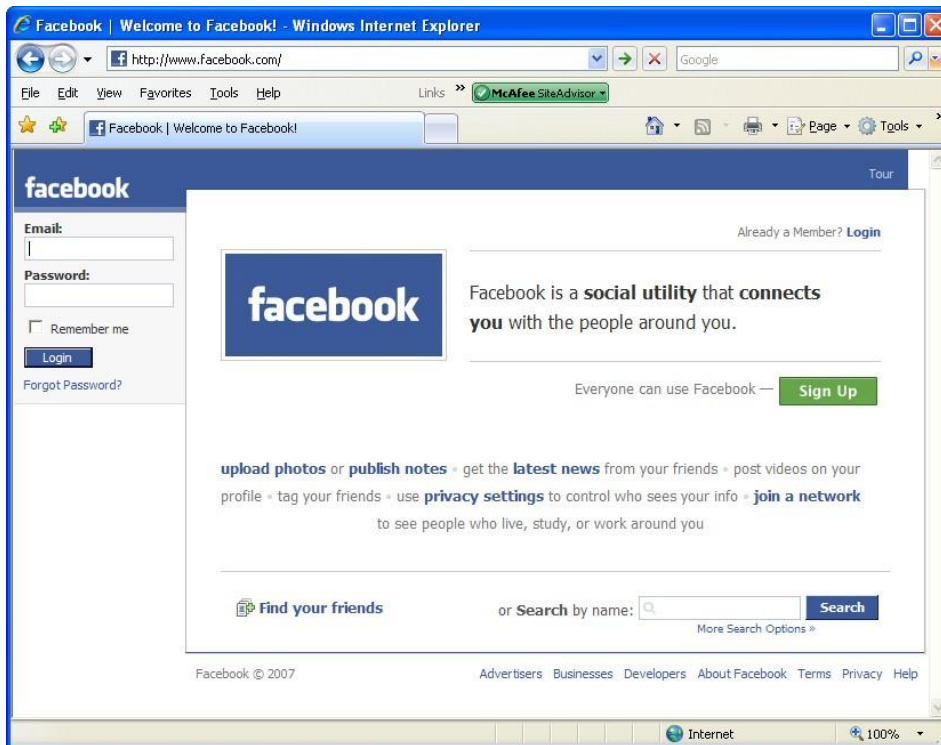 Facebook | Welcome to Facebook! - Windows Internet Explorer
http://www.facebook.com/
Google
File Edit View Favorites Tools Help
Links » McAfee SiteAdvisor
Facebook | Welcome to Facebook!
Page Tools »
facebook
Tour
Email:
Password:
Remember me
Login
Forgot Password?
Already a Member? Login
facebook
Facebook is a social utility that connects
you with the people around you.
Everyone can use Facebook — Sign Up
upload photos or publish notes • get the latest news from your friends • post videos on your
profile • tag your friends • use privacy settings to control who sees your info • join a network
to see people who live, study, or work around you
Find your friends
or Search by name: Search
More Search Options »
Facebook © 2007
Advertisers Businesses Developers About Facebook Terms Privacy Help
Internet 100%